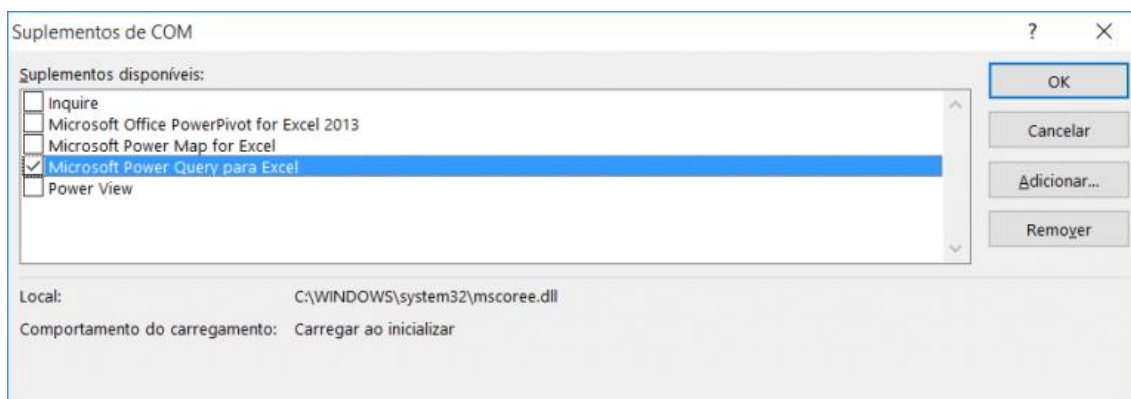 Suplementos de COM
? ×
Suplementos disponíveis:
Inquire
Microsoft Office PowerPivot for Excel 2013
Microsoft Power Map for Excel
Microsoft Power Query para Excel
Power View
OK
Cancelar
Adicionar...
Remover
Local: C:\WINDOWS\system32\mscoree.dll
Comportamento do carregamento: Carregar ao inicializar